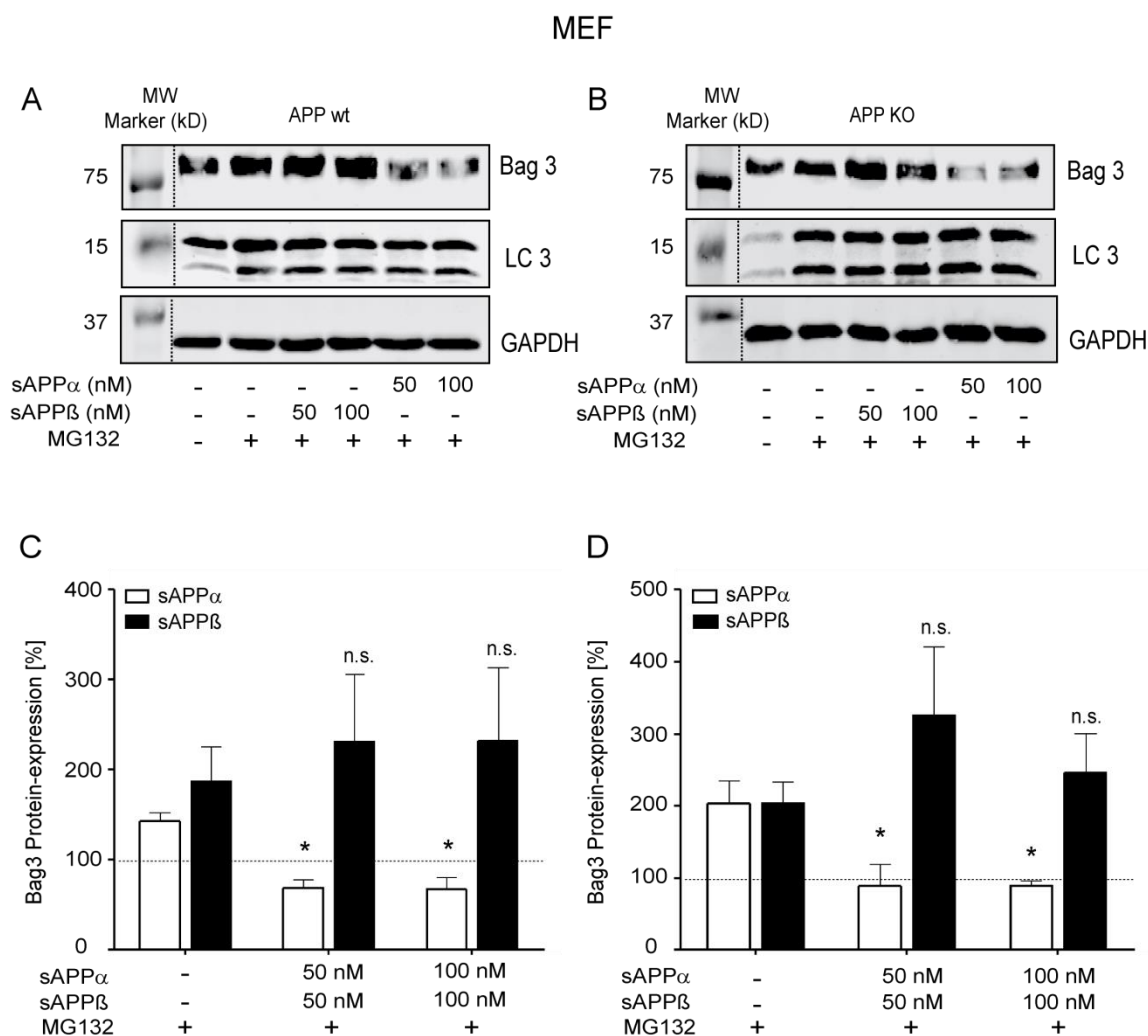 MEF
A
MW
Marker (kD)
APP wt
75
Bag 3
15
LC 3
37
GAPDH
sAPPα (nM) - - - - 50 100
sAPPß (nM) - - 50 100 - -
MG132 - + + + + +
B
MW
Marker (kD)
APP KO
75
Bag 3
15
LC 3
37
GAPDH
sAPPα (nM) - - - - 50 100
sAPPß (nM) - - 50 100 - -
MG132 - + + + + +
C
Bag3 Protein-expression [%]
400
300
200
100
0
sAPPα
sAPPß
* n.s. * n.s.
sAPPα - 50 nM 100 nM
sAPPß - 50 nM 100 nM
MG132 + + +
D
Bag3 Protein-expression [%]
500
400
300
200
100
0
sAPPα
sAPPß
* n.s. * n.s.
sAPPα - 50 nM 100 nM
sAPPß - 50 nM 100 nM
MG132 + + +